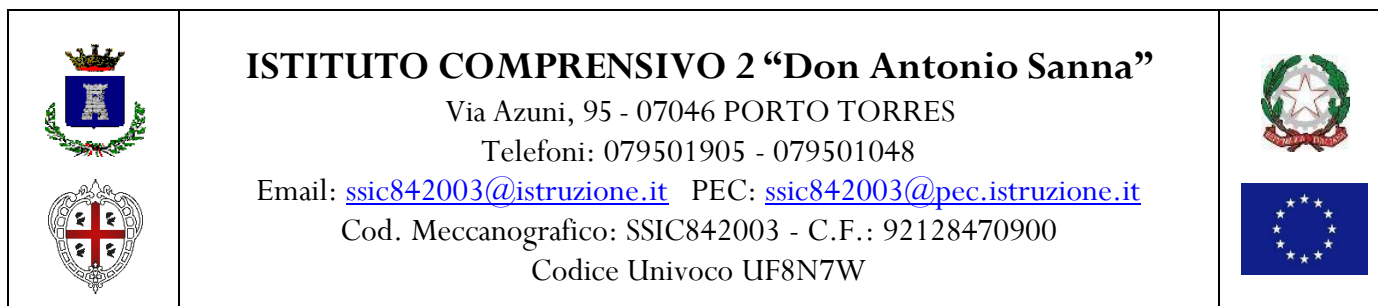 ISTITUTO COMPRENSIVO 2 “Don Antonio Sanna”
Via Azuni, 95 - 07046 PORTO TORRES
Telefoni: 079501905 - 079501048
Email: ssic842003@istruzione.it PEC: ssic842003@pec.istruzione.it
Cod. Meccanografico: SSIC842003 - C.F.: 92128470900
Codice Univoco UF8N7W